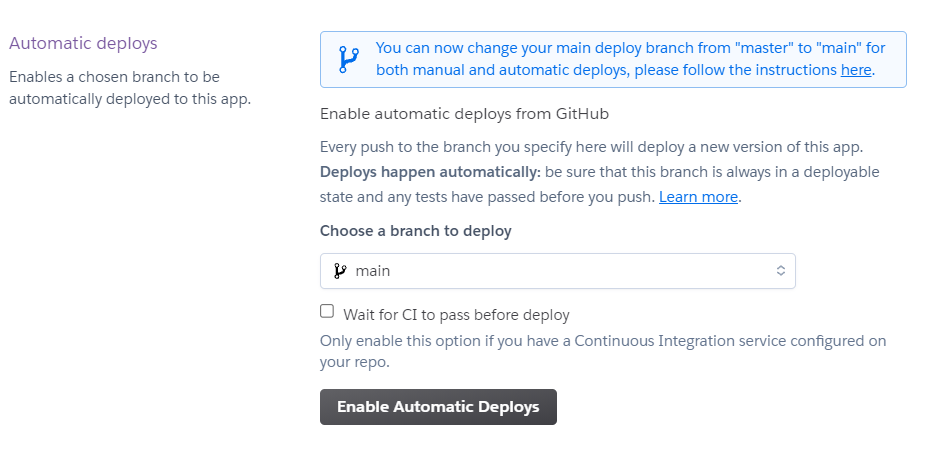 Automatic deploys
Enables a chosen branch to be
automatically deployed to this app.
You can now change your main deploy branch from "master" to "main" for
both manual and automatic deploys, please follow the instructions here.
Enable automatic deploys from GitHub
Every push to the branch you specify here will deploy a new version of this app.
Deploys happen automatically: be sure that this branch is always in a deployable
state and any tests have passed before you push. Learn more.
Choose a branch to deploy
main
Wait for CI to pass before deploy
Only enable this option if you have a Continuous Integration service configured on
your repo.
Enable Automatic Deploys